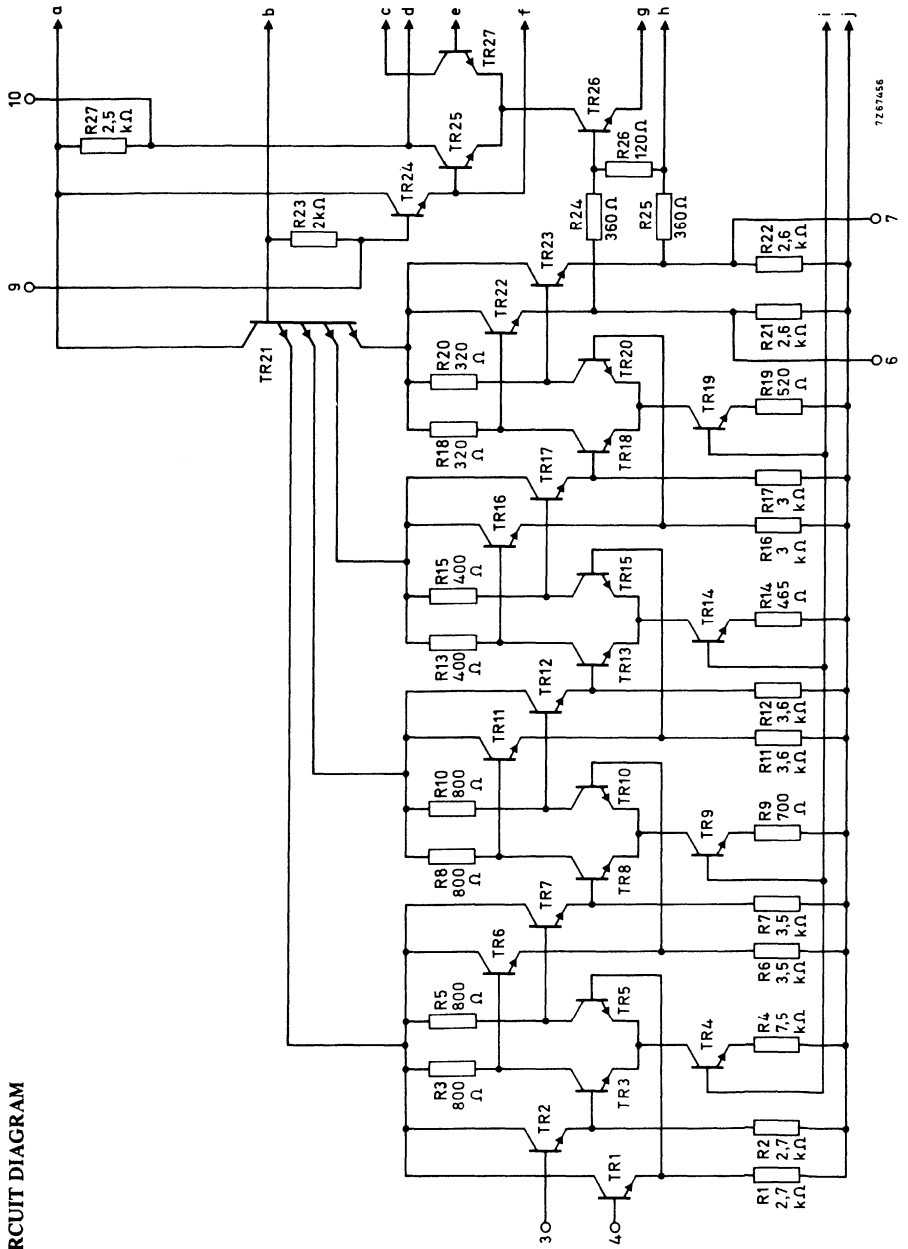 RCUIT DIAGRAM
a
b
c
d
e
f
g
h
i
j
10
9
R27
2,5
kΩ
R23
2kΩ
TR21
TR24
TR25
TR27
TR26
R24
360Ω
R26
120Ω
R25
360Ω
R3
800
Ω
R5
800
Ω
R8
800
Ω
R10
800
Ω
R13
400
Ω
R15
400
Ω
R18
320
Ω
R20
320
Ω
TR2
TR6
TR7
TR11
TR12
TR16
TR17
TR22
TR23
3
4
TR1
TR3
TR5
TR8
TR10
TR13
TR15
TR18
TR20
TR4
TR9
TR14
TR19
R1
2,7
kΩ
R2
2,7
kΩ
R4
7,5
kΩ
R6
3,5
kΩ
R7
3,5
kΩ
R9
700
Ω
R11
3,6
kΩ
R12
3,6
kΩ
R14
465
Ω
R16
3
kΩ
R17
3
kΩ
R19
520
Ω
R21
2,6
kΩ
R22
2,6
kΩ
6
7
7Z67456